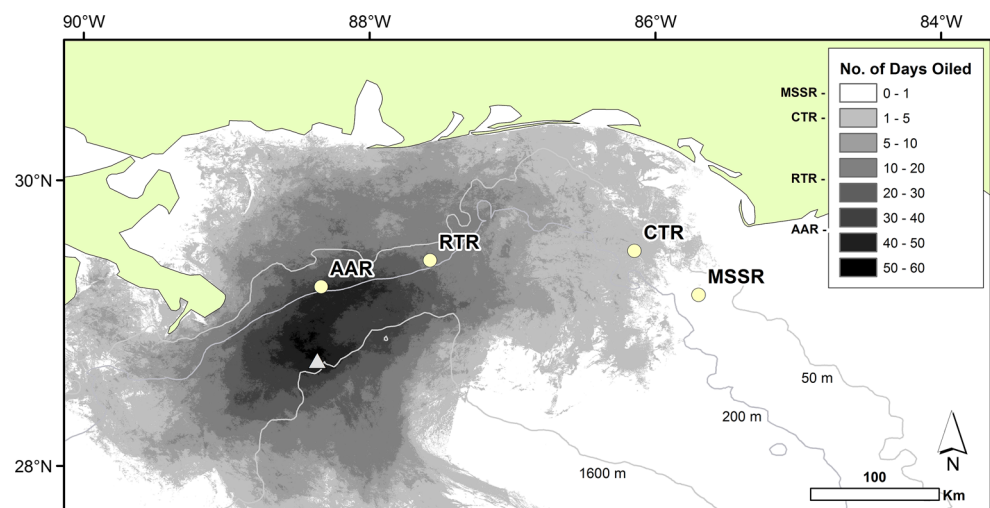 90°W 88°W 86°W 84°W
30°N
28°N
No. of Days Oiled
MSSR - 0 - 1
CTR - 1 - 5
5 - 10
RTR - 10 - 20
20 - 30
AAR - 30 - 40
40 - 50
50 - 60
CTR
RTR
AAR
MSSR
50 m
200 m
1600 m
N
100
Km